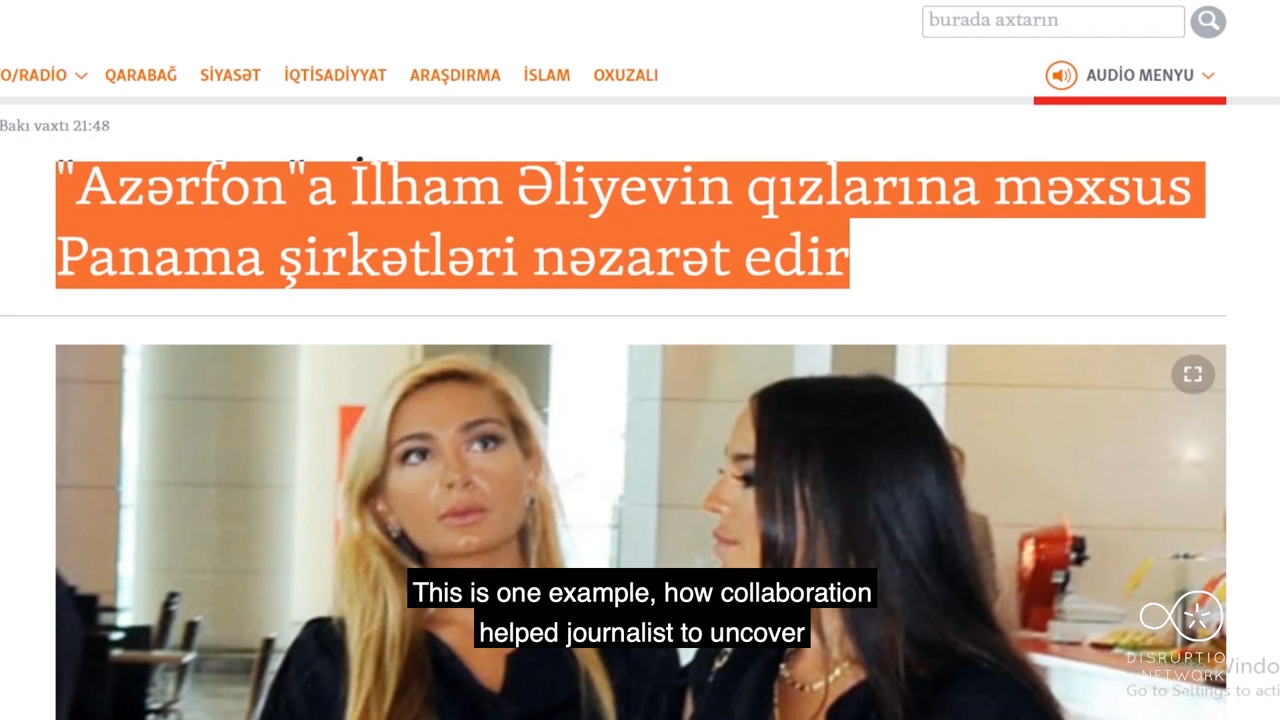 burada axtarın
O/RADİO QARABAĞ SİYASƏT İQTİSADİYYAT ARAŞDIRMA İSLAM OXUZALI AUDİO MENYU
Bakı vaxtı 21:48
"Azərfon"a İlham Əliyevin qızlarına məxsus
Panama şirkətləri nəzarət edir
This is one example, how collaboration
helped journalist to uncover
DISRUPTIO
NETWORK
Go to Settings to acti